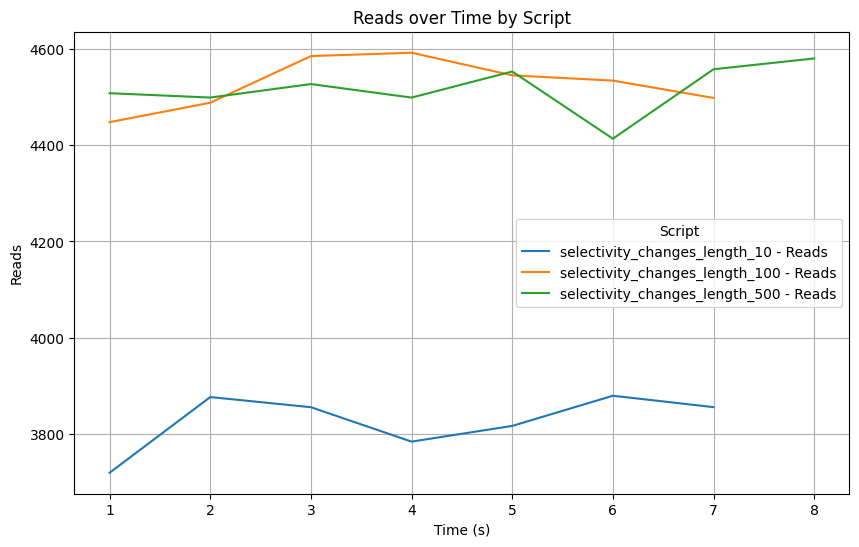 Reads over Time by Script
4600
4400
4200
4000
3800
Reads
Script
selectivity_changes_length_10 - Reads
selectivity_changes_length_100 - Reads
selectivity_changes_length_500 - Reads
1 2 3 4 5 6 7 8
Time (s)